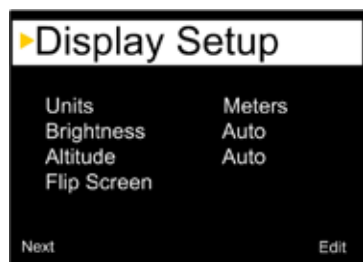 Display Setup
Units Meters
Brightness Auto
Altitude Auto
Flip Screen
Next Edit